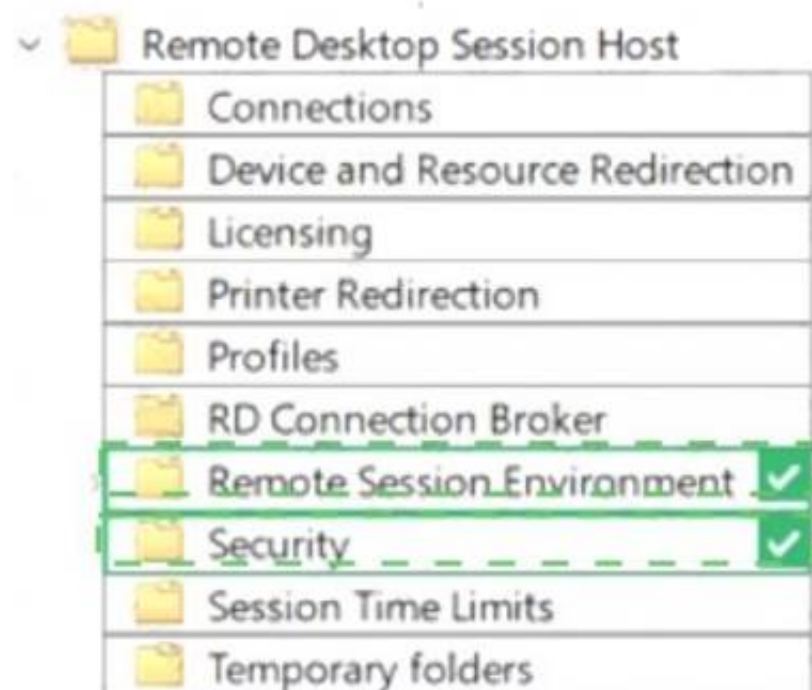 Remote Desktop Session Host
Connections
Device and Resource Redirection
Licensing
Printer Redirection
Profiles
RD Connection Broker
Remote Session Environment
Security
Session Time Limits
Temporary folders